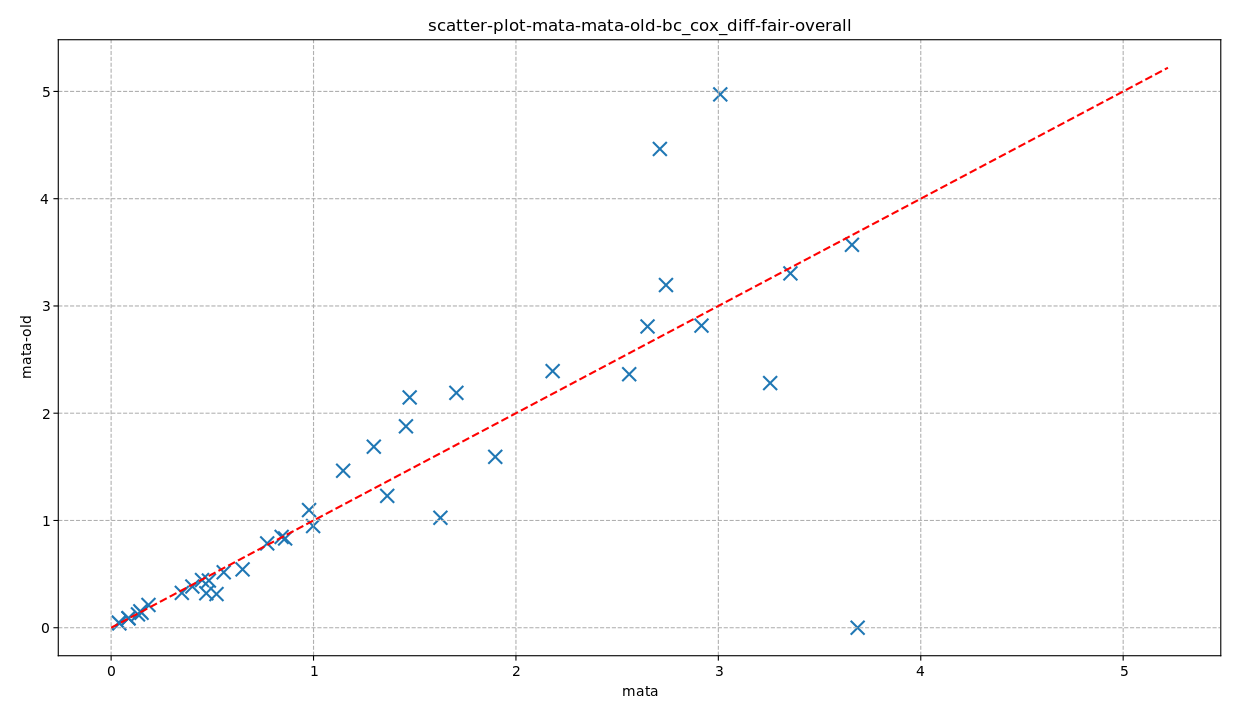 scatter-plot-mata-mata-old-bc_cox_diff-fair-overall
5
4
3
2
1
0
mata-old
0 1 2 3 4 5
mata